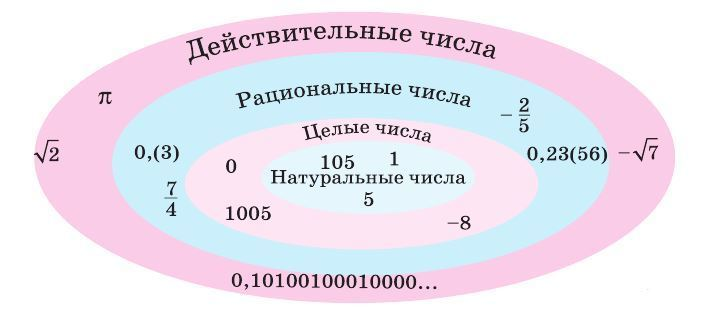 Действительные числа
π
Рациональные числа
- 2/5
Целые числа
√2
0,(3)
0
105
1
0,23(56)
-√7
Натуральные числа
7/4
5
1005
-8
0,10100100010000...